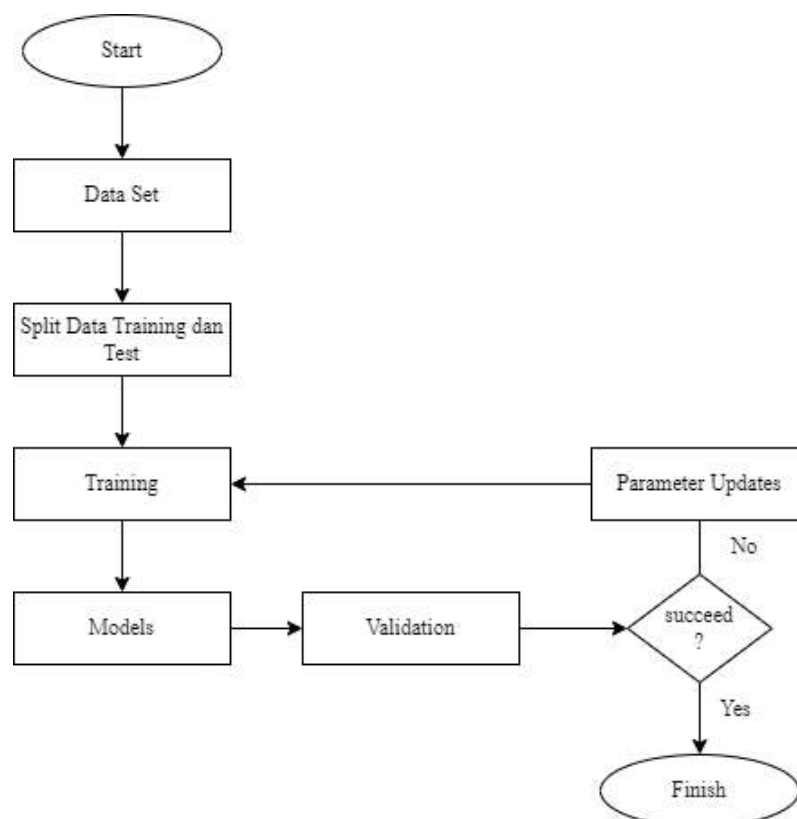 Start
Data Set
Split Data Training dan
Test
Training
Parameter Updates
No
Models
Validation
succeed
?
Yes
Finish